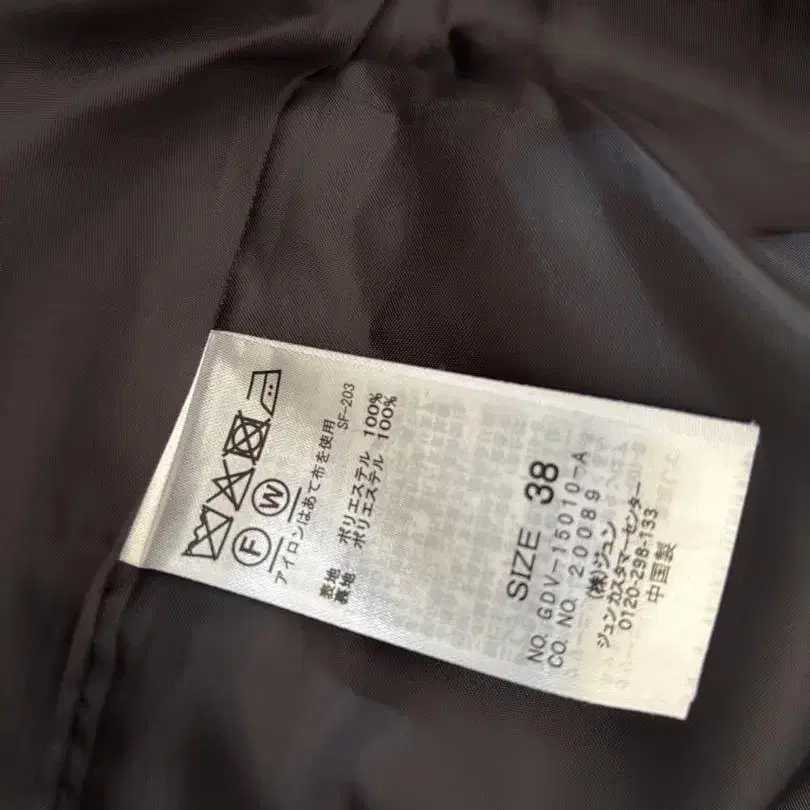 F W
アイロンはあて布を使用
SF-203
表地 ポリエステル 100%
裏地 ポリエステル 100%
SIZE 38
NO. GDV-15010-A
CO. NO. 20089
(株)ジュン
ジュンカスタマーセンター
0120-298-133
中国製